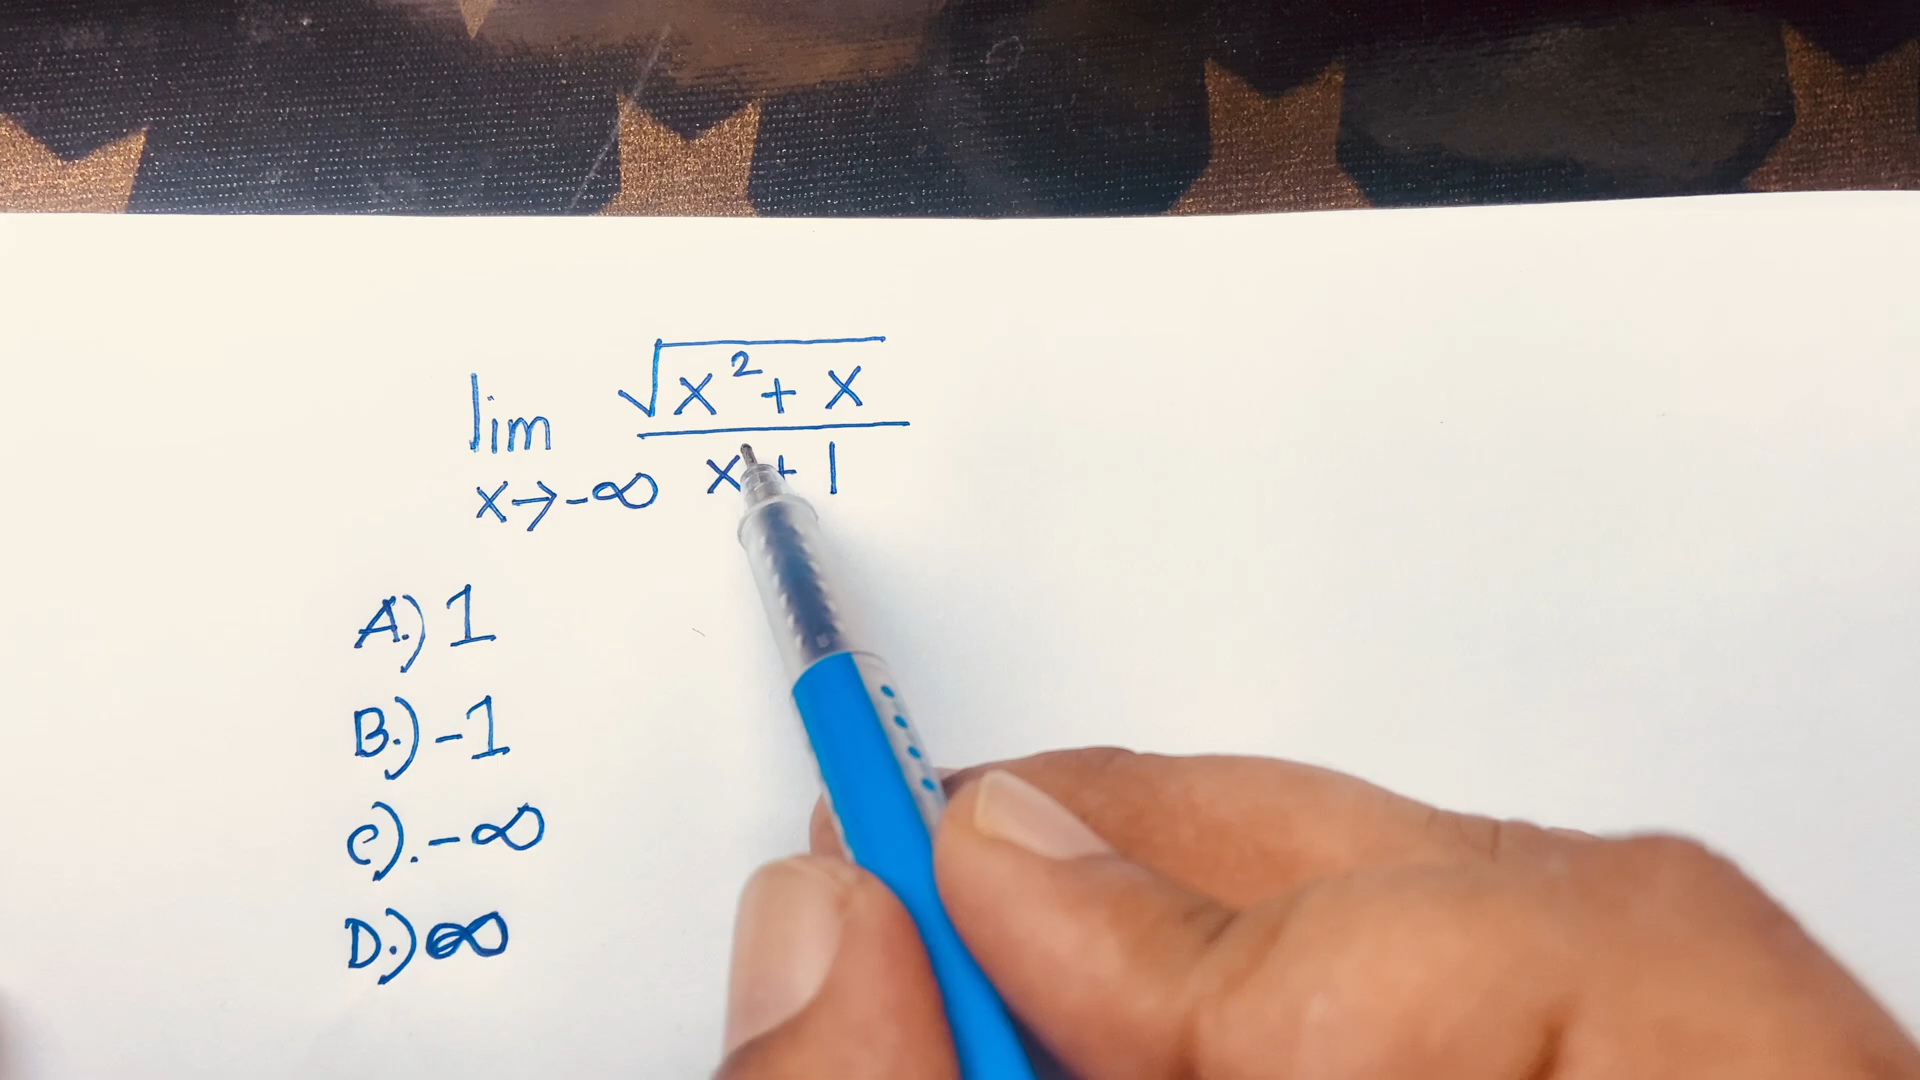 lim √(x² + x) / (x + 1)
x→-∞
A.) 1
B.) -1
C). -∞
D.) ∞